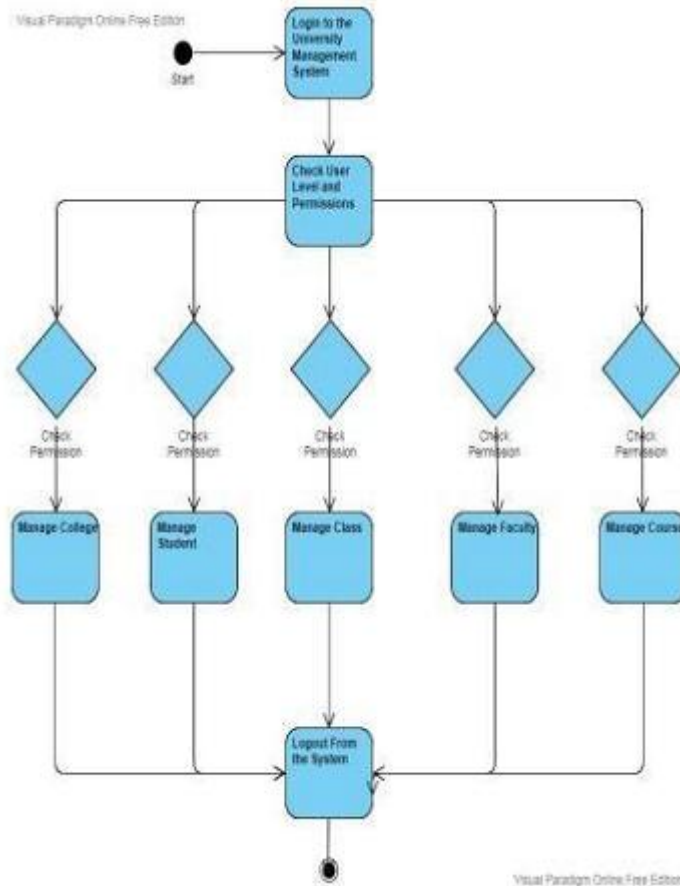 Visual Paradigm Online Free Edition
Login to the
University
Management
System
Start
Check User
Level and
Permissions
Check
Permission
Check
Permission
Check
Permission
Check
Permission
Check
Permission
Manage College
Manage
Student
Manage Class
Manage Faculty
Manage Course
Logout From
the System
Visual Paradigm Online Free Edition